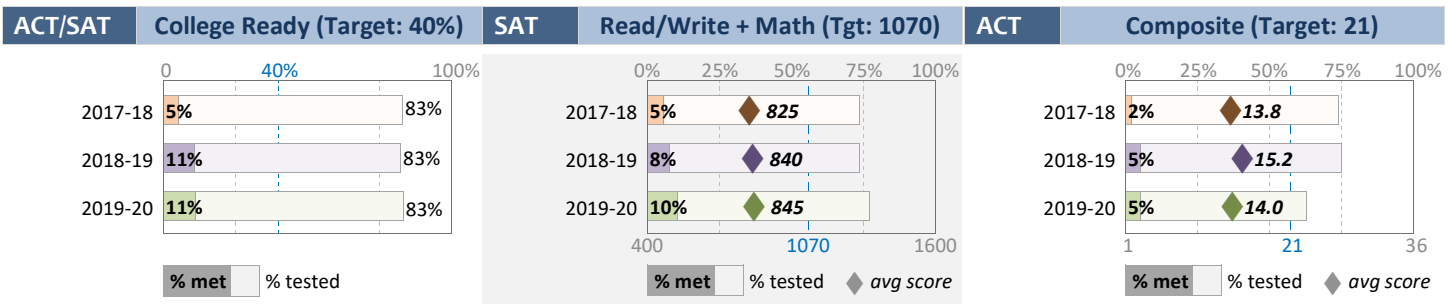 ACT/SAT College Ready (Target: 40%)
0 40% 100%
2017-18 5% 83%
2018-19 11% 83%
2019-20 11% 83%
% met % tested
SAT Read/Write + Math (Tgt: 1070)
0% 25% 50% 75% 100%
2017-18 5% 825
2018-19 8% 840
2019-20 10% 845
400 1070 1600
% met % tested avg score
ACT Composite (Target: 21)
0% 25% 50% 75% 100%
2017-18 2% 13.8
2018-19 5% 15.2
2019-20 5% 14.0
1 21 36
% met % tested avg score